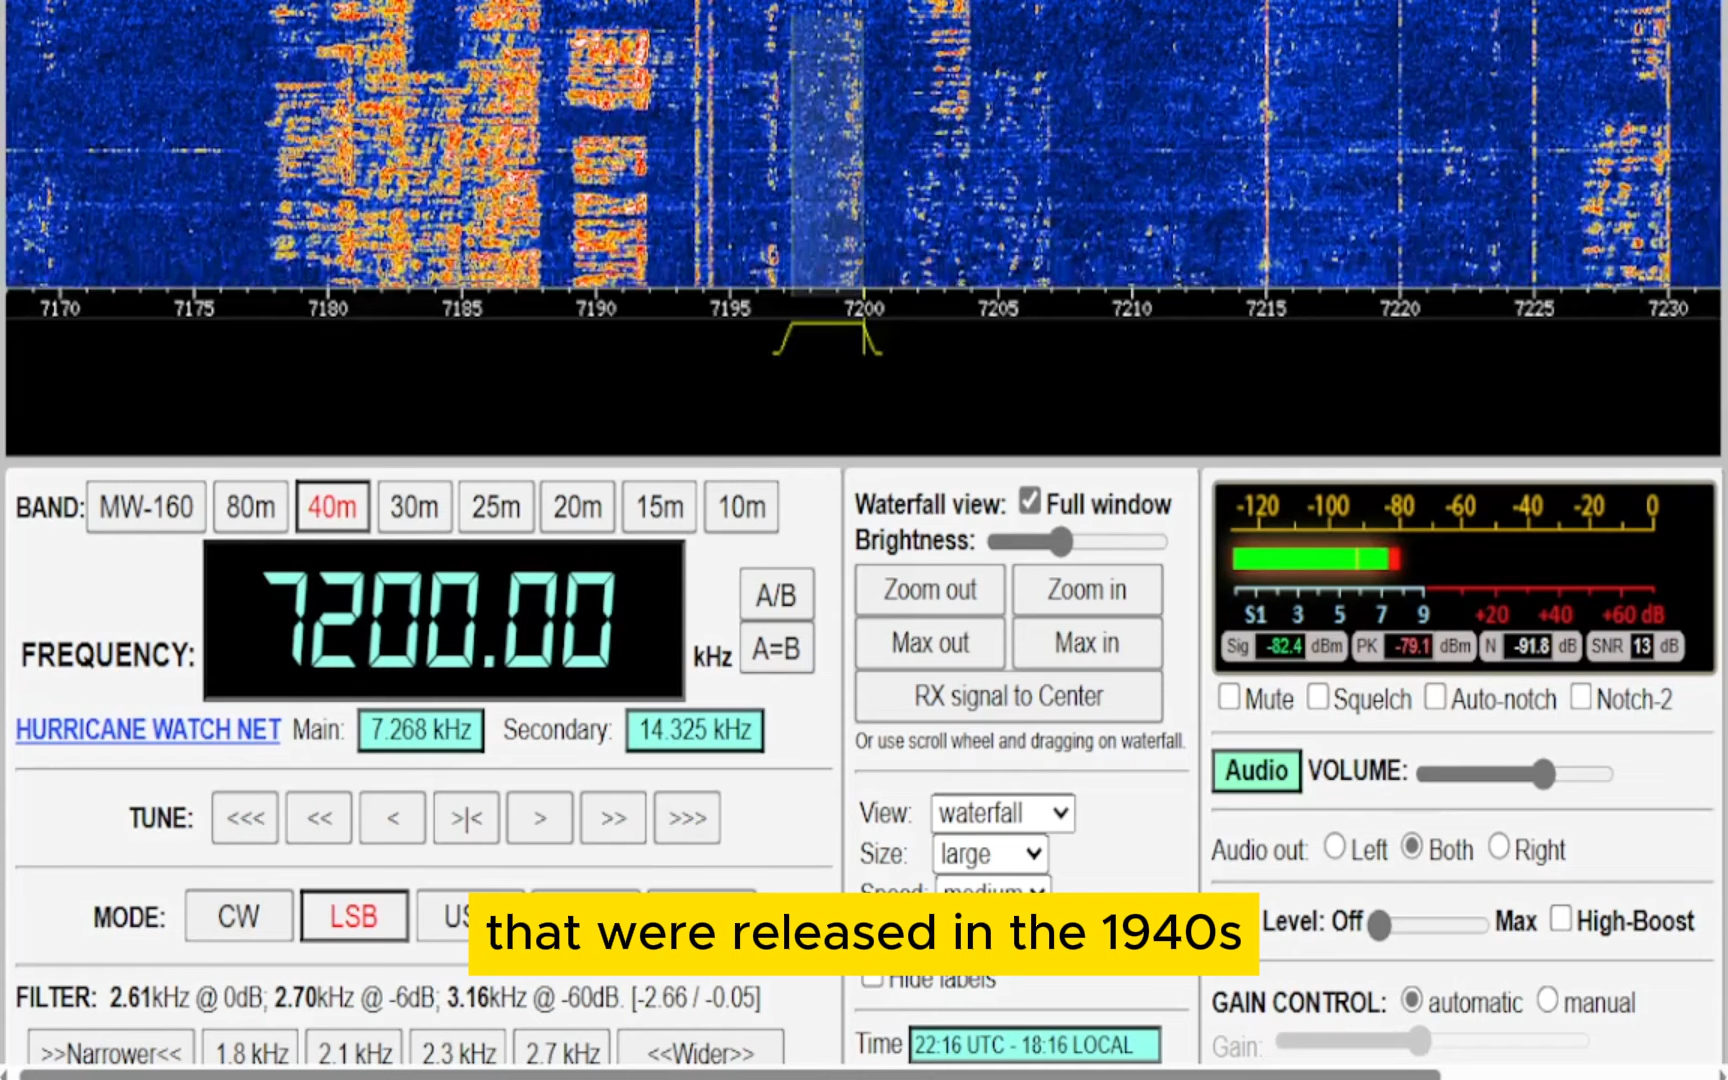 7170 7175 7180 7185 7190 7195 7200 7205 7210 7215 7220 7225 7230
BAND: MW-160 80m 40m 30m 25m 20m 15m 10m
FREQUENCY: 7200.00 kHz A/B
A=B
HURRICANE WATCH NET Main: 7.268 kHz Secondary: 14.325 kHz
TUNE: <<< << < >|< > >> >>>
MODE: CW LSB
FILTER: 2.61kHz @ 0dB; 2.70kHz @ -6dB; 3.16kHz @ -60dB. [-2.66 / -0.05]
>>Narrower<< 1.8 kHz 2.1 kHz 2.3 kHz 2.7 kHz <<Wider>>
Waterfall view: Full window
Brightness:
Zoom out Zoom in
Max out Max in
RX signal to Center
Or use scroll wheel and dragging on waterfall.
View: waterfall
Size: large
Speed: medium
that were released in the 1940s
Hide labels
Time 22:16 UTC - 18:16 LOCAL
-120 -100 -80 -60 -40 -20 0
S1 3 5 7 9 +20 +40 +60 dB
Sig -82.4 dBm PK -79.1 dBm N -91.8 dB SNR 13 dB
Mute Squelch Auto-notch Notch-2
Audio VOLUME:
Audio out: Left Both Right
Level: Off Max High-Boost
GAIN CONTROL: automatic manual
Gain: